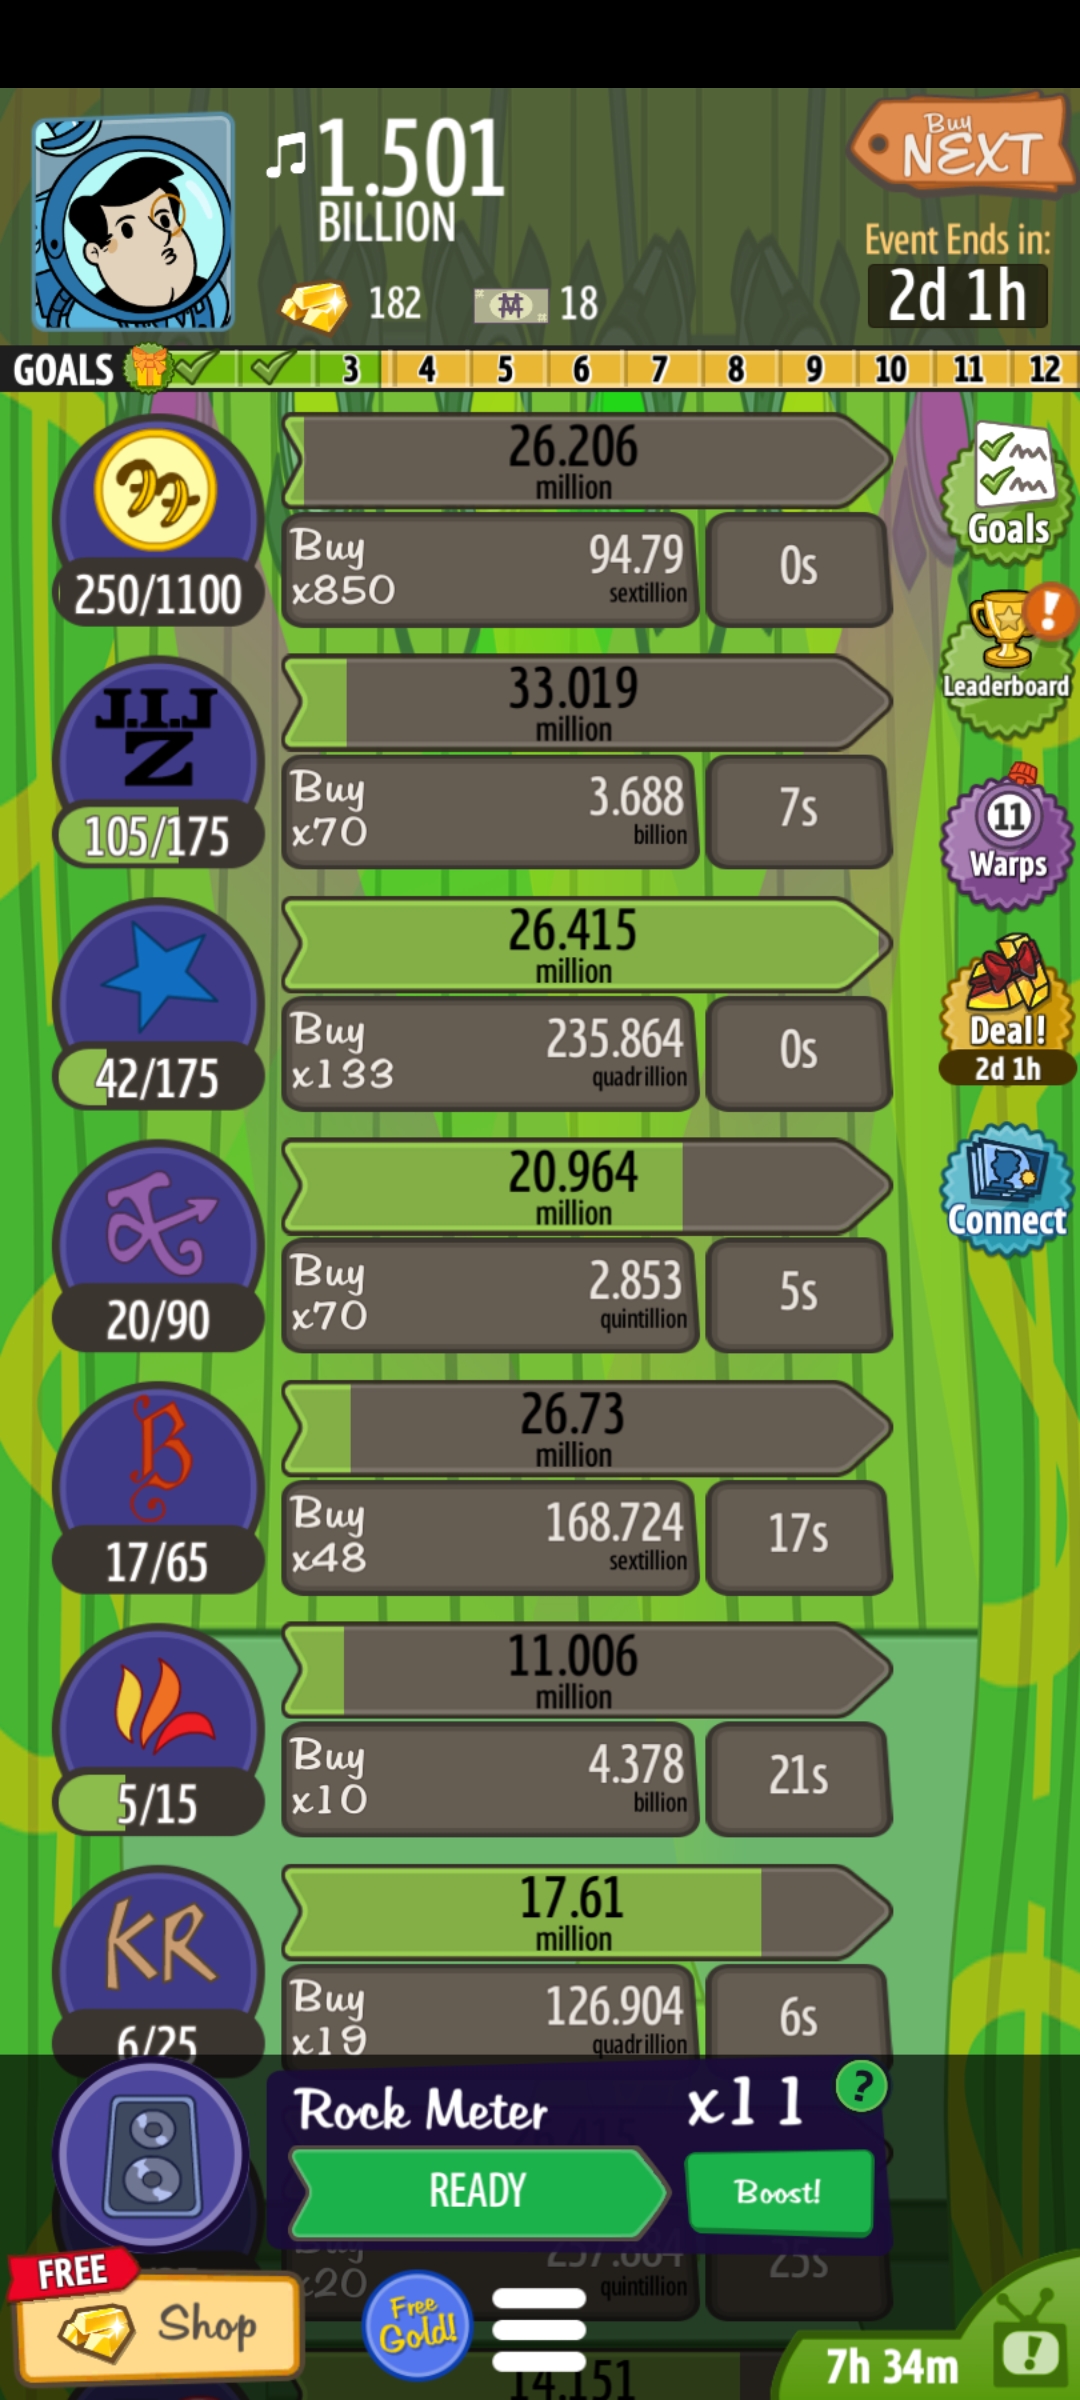 ♫1.501
BILLION
182
18
Buy
NEXT
Event Ends in:
2d 1h
GOALS 3 4 5 6 7 8 9 10 11 12
26.206
million
250/1100
Buy
x850
94.79
sextillion
0s
Goals
Leaderboard
J.I.J
Z
33.019
million
105/175
Buy
x70
3.688
billion
7s
11
Warps
26.415
million
42/175
Buy
x133
235.864
quadrillion
0s
Deal!
2d 1h
20.964
million
20/90
Buy
x70
2.853
quintillion
5s
Connect
B
26.73
million
17/65
Buy
x48
168.724
sextillion
17s
11.006
million
5/15
Buy
x10
4.378
billion
21s
KR
17.61
million
6/25
Buy
x19
126.904
quadrillion
6s
Rock Meter
x11
?
READY
Boost!
Buy
x20
257.884
quintillion
25s
FREE
Shop
Free
Gold!
14.151
7h 34m